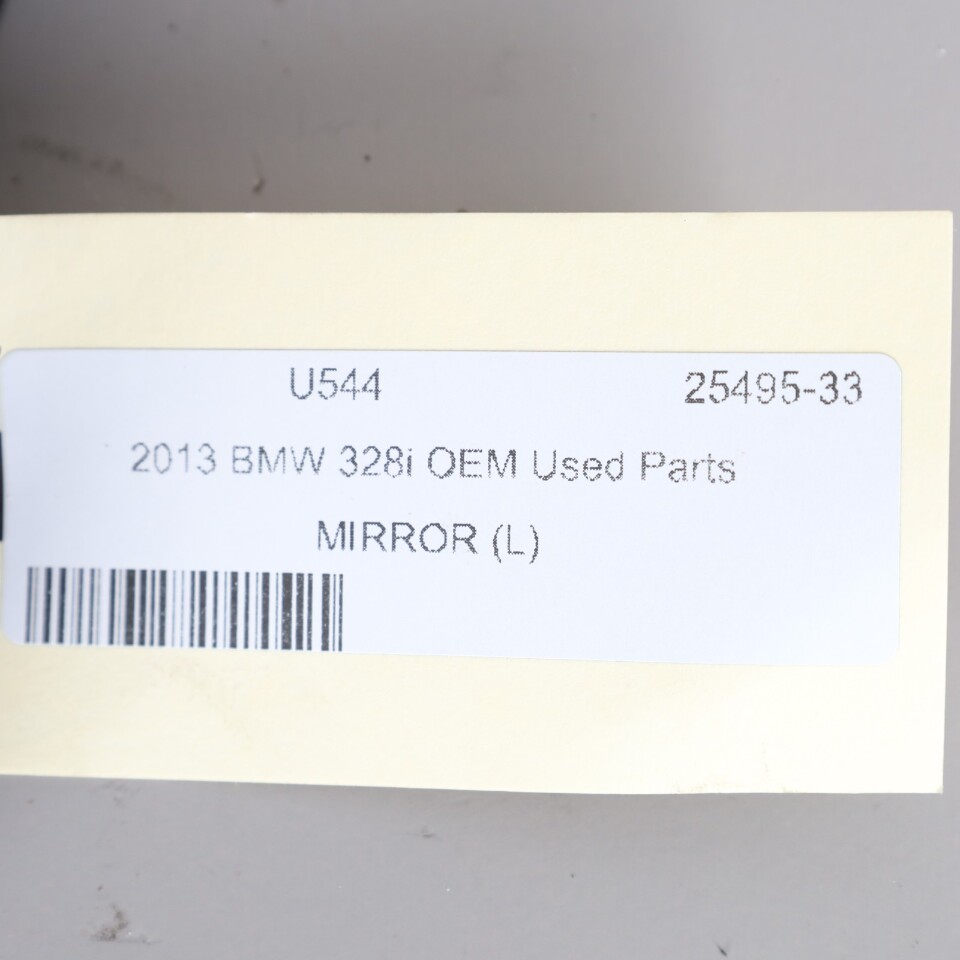 U544 25495-33
2013 BMW 328i OEM Used Parts
MIRROR (L)